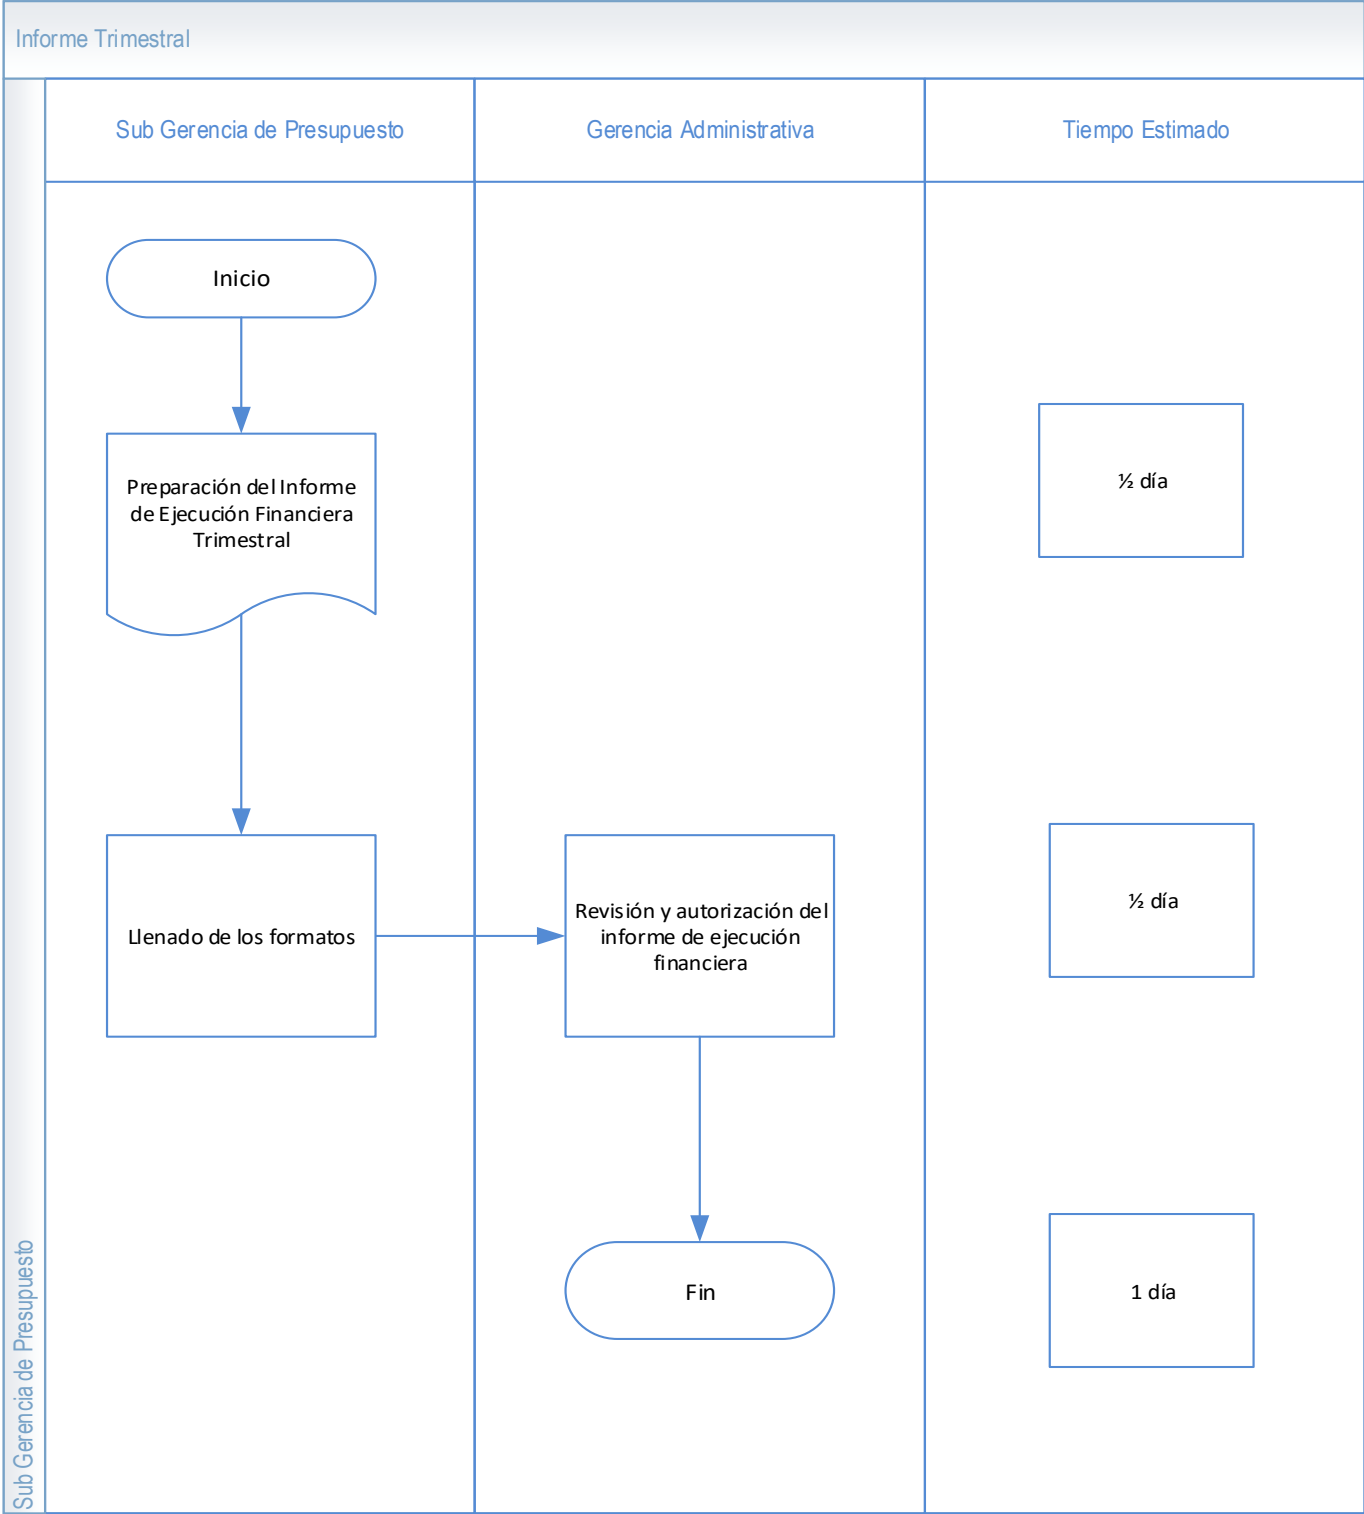 Informe Trimestral
Sub Gerencia de Presupuesto
Gerencia Administrativa
Tiempo Estimado
Inicio
Preparación del Informe
de Ejecución Financiera
Trimestral
½ día
Llenado de los formatos
Revisión y autorización del
informe de ejecución
financiera
½ día
Fin
1 día
Sub Gerencia de Presupuesto